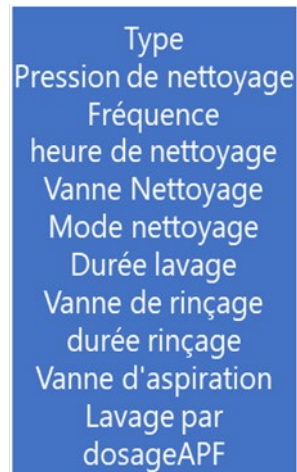 Type
Pression de nettoyage
Fréquence
heure de nettoyage
Vanne Nettoyage
Mode nettoyage
Durée lavage
Vanne de rinçage
durée rinçage
Vanne d'aspiration
Lavage par
dosageAPF